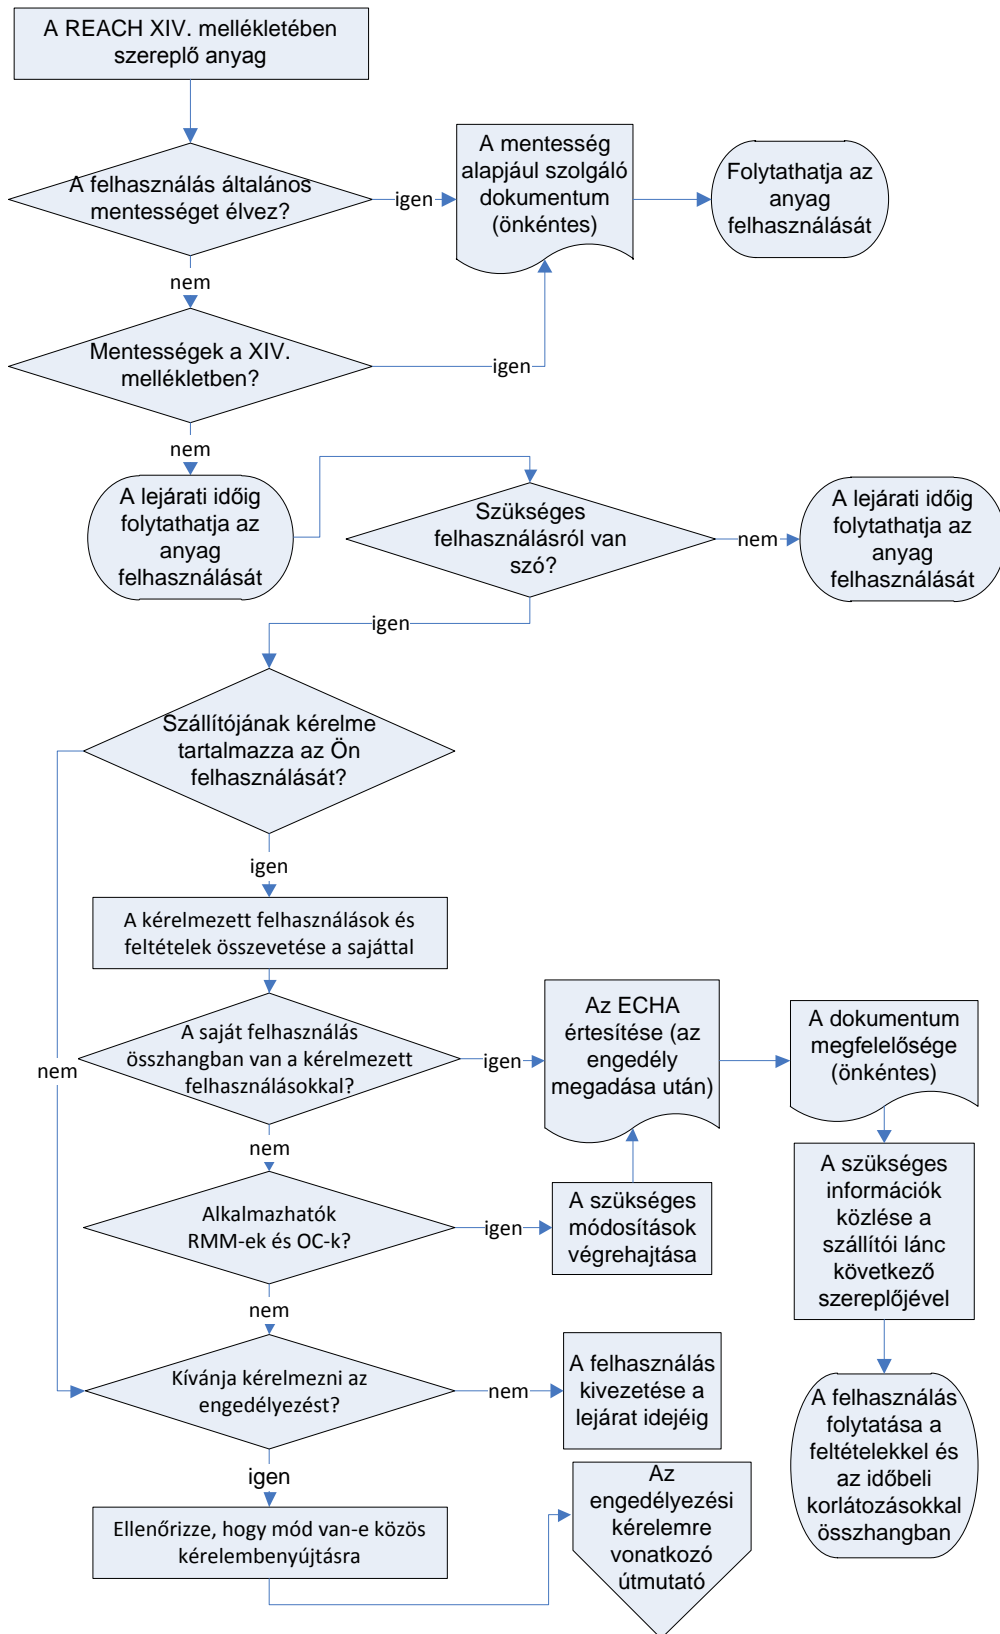 A REACH XIV. mellékletében
szereplő anyag
A felhasználás általános
mentességet élvez?
igen
A mentesség
alapjául szolgáló
dokumentum
(önkéntes)
Folytathatja az
anyag
felhasználását
nem
Mentességek a XIV.
mellékletben?
igen
nem
A lejárati időig
folytathatja az
anyag
felhasználását
Szükséges
felhasználásról van
szó?
nem
A lejárati időig
folytathatja az
anyag
felhasználását
igen
Szállítójának kérelme
tartalmazza az Ön
felhasználását?
igen
nem
A kérelmezett felhasználások és
feltételek összevetése a sajáttal
A saját felhasználás
összhangban van a kérelmezett
felhasználásokkal?
igen
Az ECHA
értesítése (az
engedély
megadása után)
A dokumentum
megfelelősége
(önkéntes)
nem
Alkalmazhatók
RMM-ek és OC-k?
igen
A szükséges
módosítások
végrehajtása
A szükséges
információk
közlése a
szállítói lánc
következő
szereplőjével
nem
Kívánja kérelmezni az
engedélyezést?
nem
A felhasználás
kivezetése a
lejárat idejéig
A felhasználás
folytatása a
feltételekkel és
az időbeli
korlátozásokkal
összhangban
igen
Ellenőrizze, hogy mód van-e közös
kérelembenyújtásra
Az
engedélyezési
kérelemre
vonatkozó
útmutató